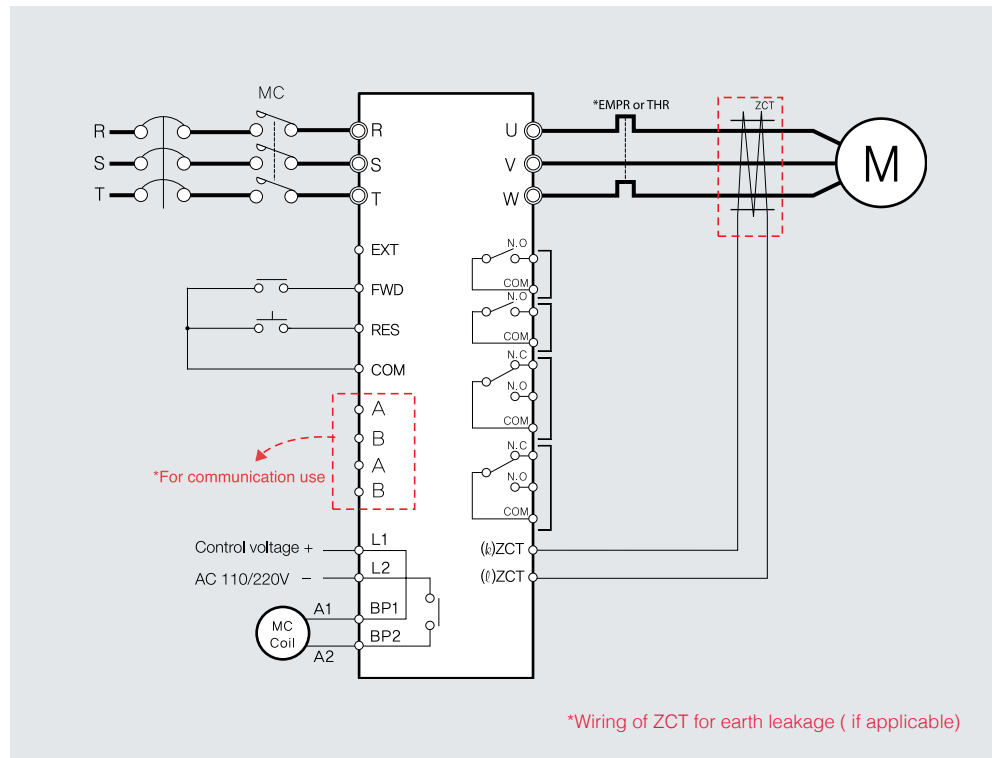 MC
*EMPR or THR
ZCT
R
R
U
S
S
V
M
T
T
W
EXT
N.O
COM
FWD
N.O
RES
COM
COM
N.C
N.O
COM
A
B
A
B
*For communication use
N.C
N.O
COM
Control voltage +
L1
(k)ZCT
AC 110/220V −
L2
(ℓ)ZCT
A1
BP1
MC
Coil
A2
BP2
*Wiring of ZCT for earth leakage ( if applicable)